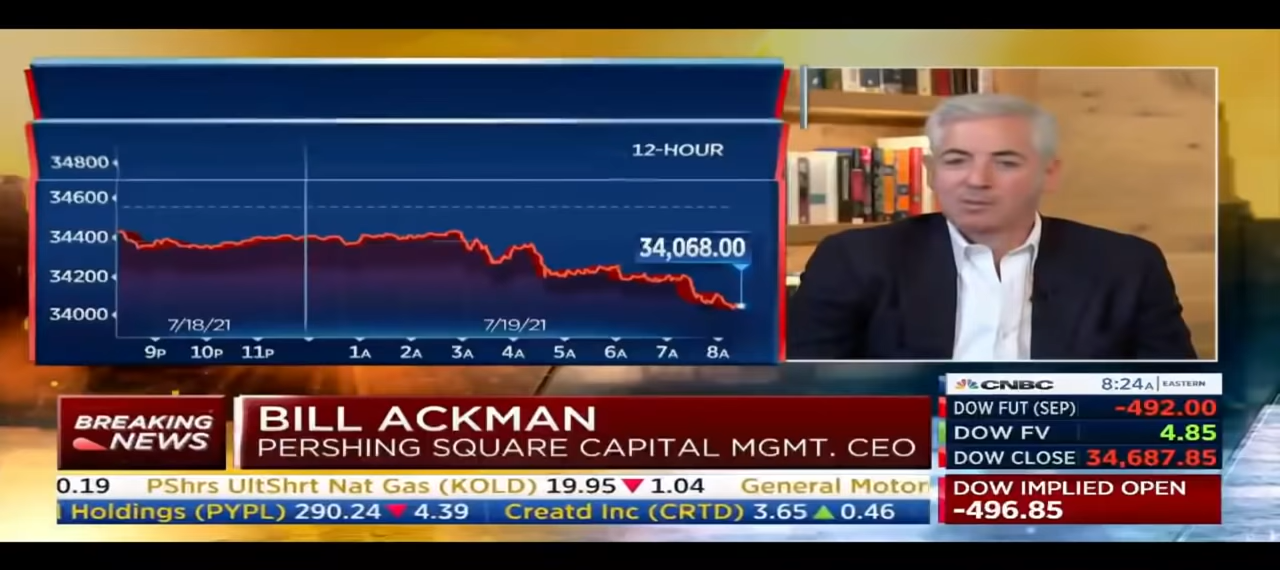 12-HOUR
34800
34600
34400
34200
34000
34,068.00
7/18/21
7/19/21
9P 10P 11P 1A 2A 3A 4A 5A 6A 7A 8A
BREAKING
NEWS
BILL ACKMAN
PERSHING SQUARE CAPITAL MGMT. CEO
0.19 PShrs UltShrt Nat Gas (KOLD) 19.95 ▼ 1.04 General Motor
Holdings (PYPL) 290.24 ▼ 4.39 Creatd Inc (CRTD) 3.65 ▲ 0.46
CNBC 8:24A | EASTERN
DOW FUT (SEP) -492.00
DOW FV 4.85
DOW CLOSE 34,687.85
DOW IMPLIED OPEN
-496.85